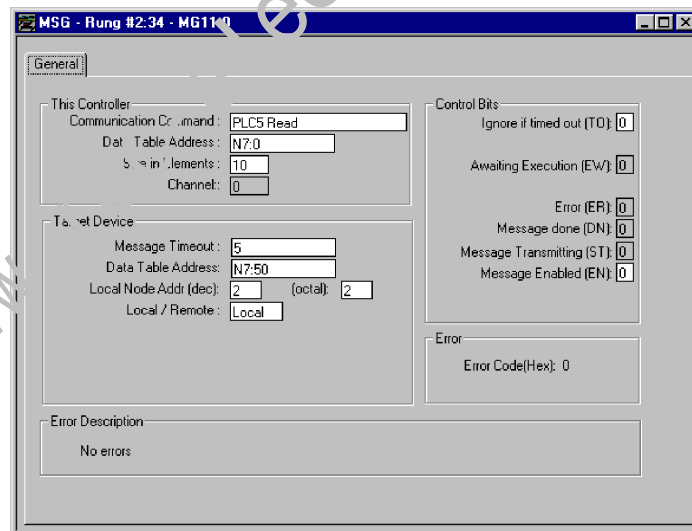 MSG - Rung #2:34 - MG11:0
General
This Controller
Communication Command : PLC5 Read
Data Table Address : N7:0
Size in Elements : 10
Channel: 0
Target Device
Message Timeout : 5
Data Table Address: N7:50
Local Node Addr (dec): 2 (octal): 2
Local / Remote : Local
Control Bits
Ignore if timed out (TO): 0
Awaiting Execution (EW): 0
Error (ER): 0
Message done (DN): 0
Message Transmitting (ST): 0
Message Enabled (EN): 0
Error
Error Code(Hex): 0
Error Description
No errors